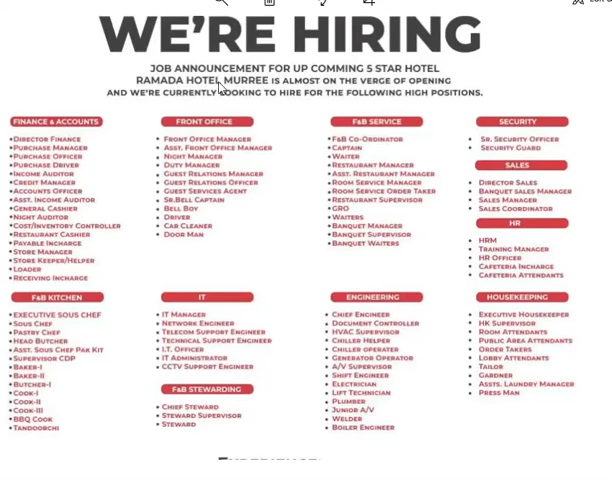 WE'RE HIRING
JOB ANNOUNCEMENT FOR UP COMMING 5 STAR HOTEL
RAMADA HOTEL MURREE IS ALMOST ON THE VERGE OF OPENING
AND WE'RE CURRENTLY LOOKING TO HIRE FOR THE FOLLOWING HIGH POSITIONS.
FINANCE & ACCOUNTS
DIRECTOR FINANCE
PURCHASE MANAGER
PURCHASE OFFICER
PURCHASE DRIVER
INCOME AUDITOR
CREDIT MANAGER
ACCOUNTS OFFICER
ASST. INCOME AUDITOR
GENERAL CASHIER
NIGHT AUDITOR
COST/INVENTORY CONTROLLER
RESTAURANT CASHIER
PAYABLE INCHARGE
STORE MANAGER
STORE KEEPER/HELPER
LOADER
RECEIVING INCHARGE
FRONT OFFICE
FRONT OFFICE MANAGER
ASST. FRONT OFFICE MANAGER
NIGHT MANAGER
DUTY MANAGER
GUEST RELATIONS MANAGER
GUEST RELATIONS OFFICER
GUEST SERVICES AGENT
SR.BELL CAPTAIN
BELL BOY
DRIVER
CAR CLEANER
DOOR MAN
F&B SERVICE
F&B CO-ORDINATOR
CAPTAIN
WAITER
RESTAURANT MANAGER
ASST. RESTAURANT MANAGER
ROOM SERVICE MANAGER
ROOM SERVICE ORDER TAKER
RESTAURANT SUPERVISOR
GRO
WAITERS
BANQUET MANAGER
BANQUET SUPERVISOR
BANQUET WAITERS
SECURITY
SR. SECURITY OFFICER
SECURITY GUARD
SALES
DIRECTOR SALES
BANQUET SALES MANAGER
SALES MANAGER
SALES COORDINATOR
HR
HRM
TRAINING MANAGER
HR OFFICER
CAFETERIA INCHARGE
CAFETERIA ATTENDANTS
F&B KITCHEN
EXECUTIVE SOUS CHEF
SOUS CHEF
PASTRY CHEF
HEAD BUTCHER
ASST. SOUS CHEF PAK KIT
SUPERVISOR CDP
BAKER-I
BAKER-II
BUTCHER-I
COOK-I
COOK-II
COOK-III
BBQ COOK
TANDOORCHI
IT
IT MANAGER
NETWORK ENGINEER
TELECOM SUPPORT ENGINEER
TECHNICAL SUPPORT ENGINEER
I.T. OFFICER
IT ADMINISTRATOR
CCTV SUPPORT ENGINEER
F&B STEWARDING
CHIEF STEWARD
STEWARD SUPERVISOR
STEWARD
ENGINEERING
CHIEF ENGINEER
DOCUMENT CONTROLLER
HVAC SUPERVISOR
CHILLER HELPER
CHILLER OPERATER
GENERATOR OPERATOR
A/V SUPERVISOR
SHIFT ENGINEER
ELECTRICIAN
LIFT TECHNICIAN
PLUMBER
JUNIOR A/V
WELDER
BOILER ENGINEER
HOUSEKEEPING
EXECUTIVE HOUSEKEEPER
HK SUPERVISOR
ROOM ATTENDANTS
PUBLIC AREA ATTENDANTS
ORDER TAKERS
LOBBY ATTENDANTS
TAILOR
GARDNER
ASSTS. LAUNDRY MANAGER
PRESS MAN